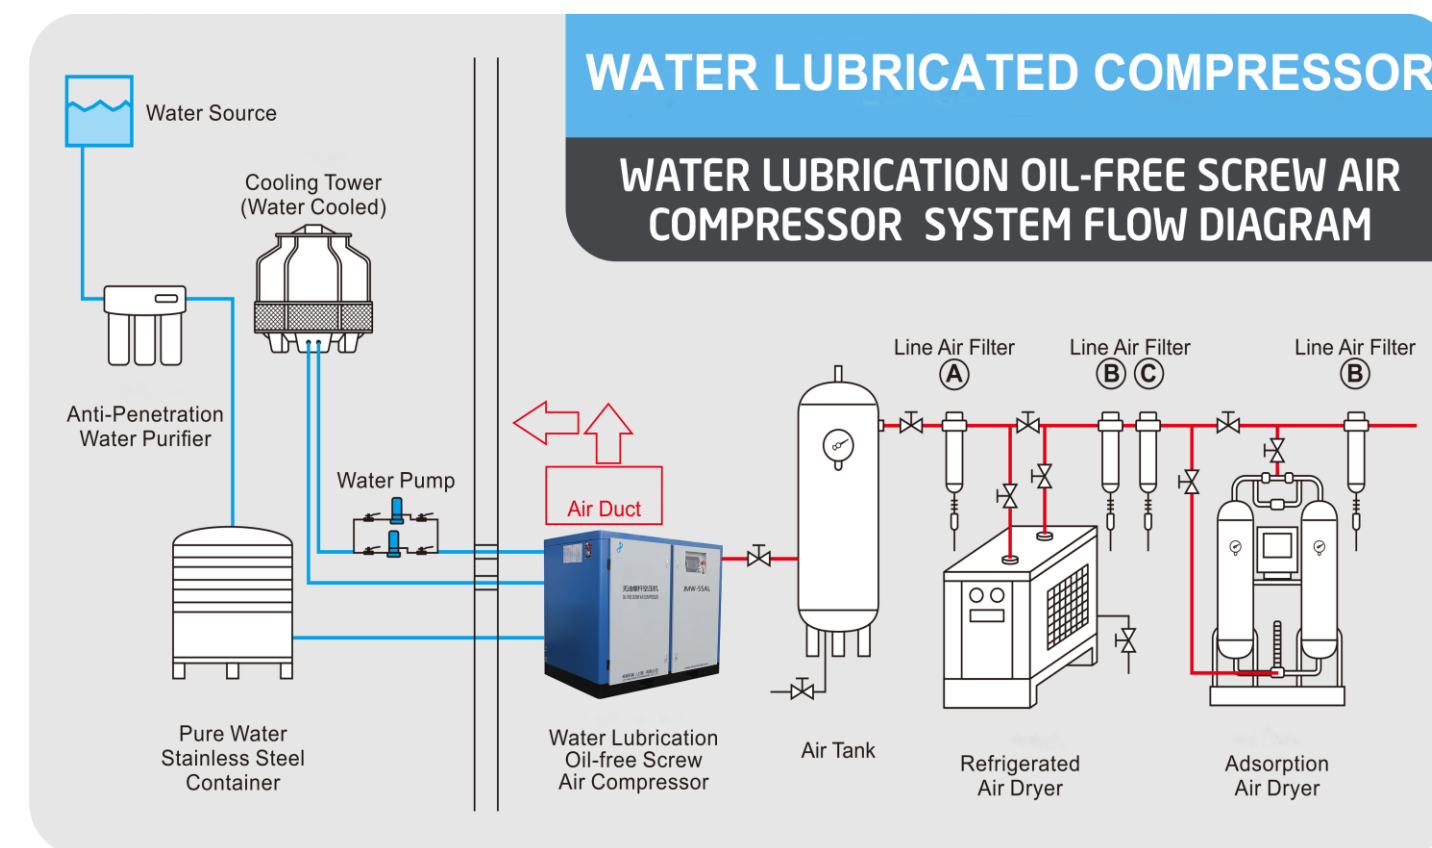 WATER LUBRICATED COMPRESSOR
WATER LUBRICATION OIL-FREE SCREW AIR
COMPRESSOR SYSTEM FLOW DIAGRAM
Water Source
Cooling Tower
(Water Cooled)
Anti-Penetration
Water Purifier
Water Pump
Air Duct
Line Air Filter
A
Line Air Filter
B C
Line Air Filter
B
JMW-55AL
Pure Water
Stainless Steel
Container
Water Lubrication
Oil-free Screw
Air Compressor
Air Tank
Refrigerated
Air Dryer
Adsorption
Air Dryer